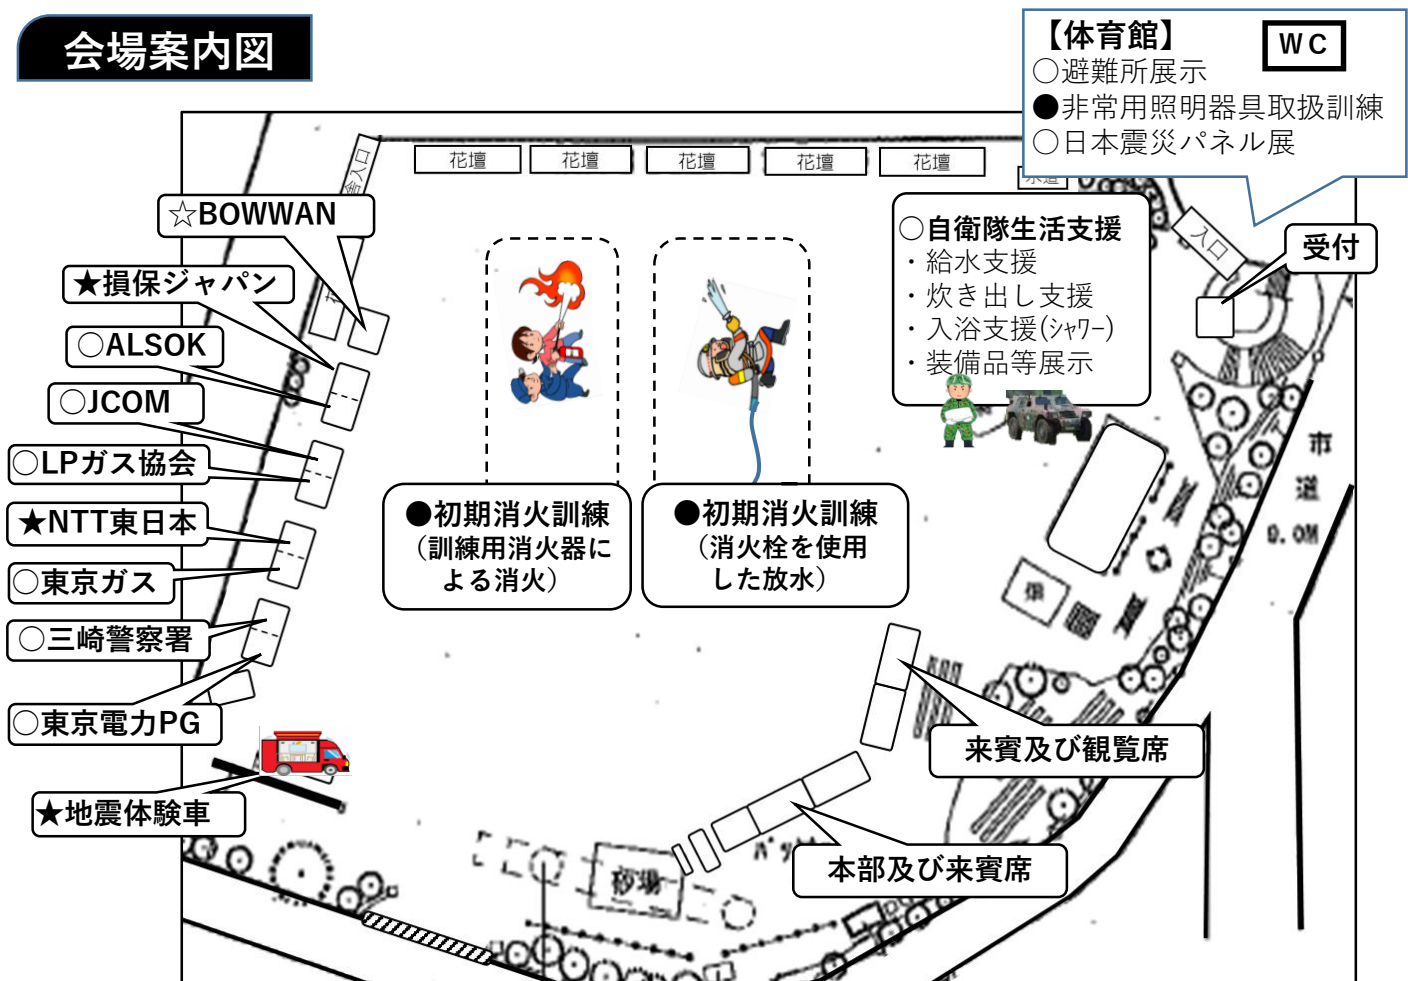 会場案内図
【体育館】
WC
○避難所展示
●非常用照明器具取扱訓練
○日本震災パネル展
花壇
花壇
花壇
花壇
花壇
舎入口
☆BOWWAN
★損保ジャパン
○ALSOK
○JCOM
○LPガス協会
★NTT東日本
○東京ガス
○三崎警察署
○東京電力PG
★地震体験車
○自衛隊生活支援
・給水支援
・炊き出し支援
・入浴支援(シャワー)
・装備品等展示
入口
受付
市道
9.0M
●初期消火訓練
（訓練用消火器に
よる消火）
●初期消火訓練
（消火栓を使用
した放水）
来賓及び観覧席
本部及び来賓席
砂場